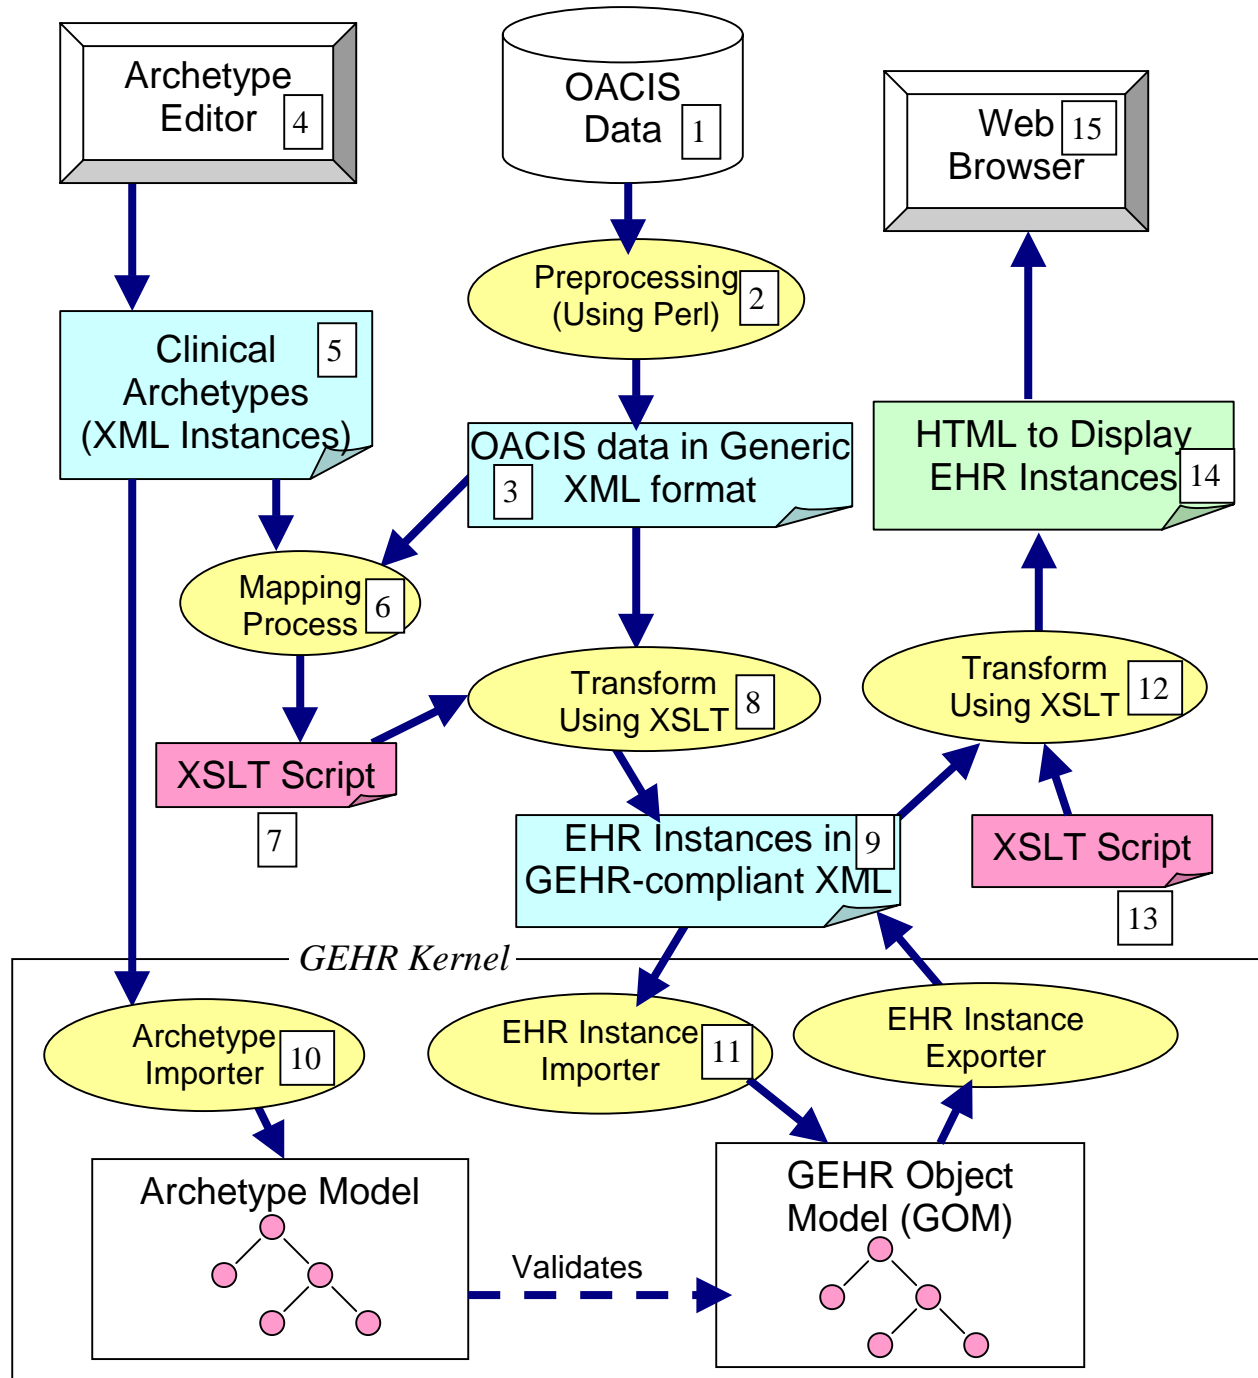 Archetype
Editor
4
OACIS
Data
1
Web
Browser
15
Preprocessing
(Using Perl)
2
Clinical
Archetypes
(XML Instances)
5
OACIS data in Generic
XML format
3
HTML to Display
EHR Instances
14
Mapping
Process
6
Transform
Using XSLT
8
Transform
Using XSLT
12
XSLT Script
7
EHR Instances in
GEHR-compliant XML
9
XSLT Script
13
GEHR Kernel
Archetype
Importer
10
EHR Instance
Importer
11
EHR Instance
Exporter
Archetype Model
GEHR Object
Model (GOM)
Validates